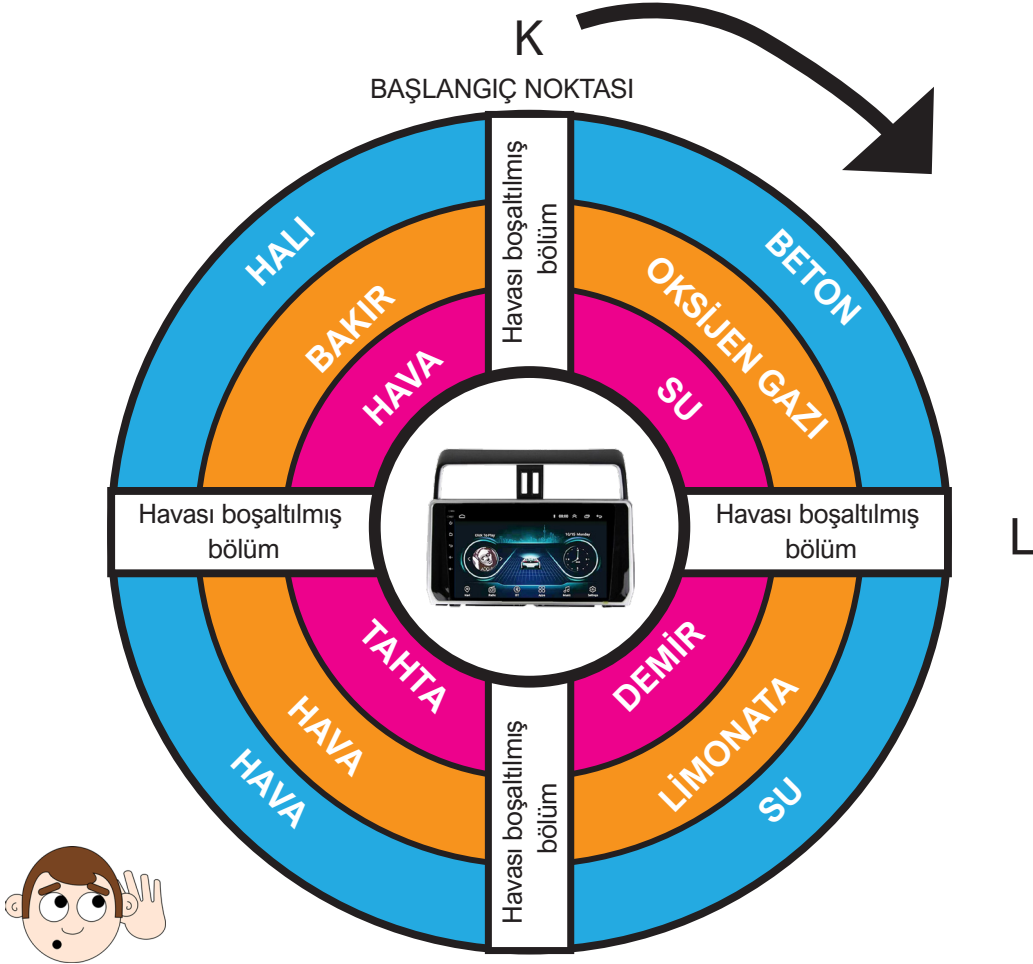 K
BAŞLANGIÇ NOKTASI
Havası boşaltılmış
bölüm
HALI
BETON
BAKIR
OKSİJEN GAZI
HAVA
SU
Havası boşaltılmış
bölüm
Havası boşaltılmış
bölüm
L
TAHTA
DEMİR
HAVA
LİMONATA
HAVA
SU
Havası boşaltılmış
bölüm